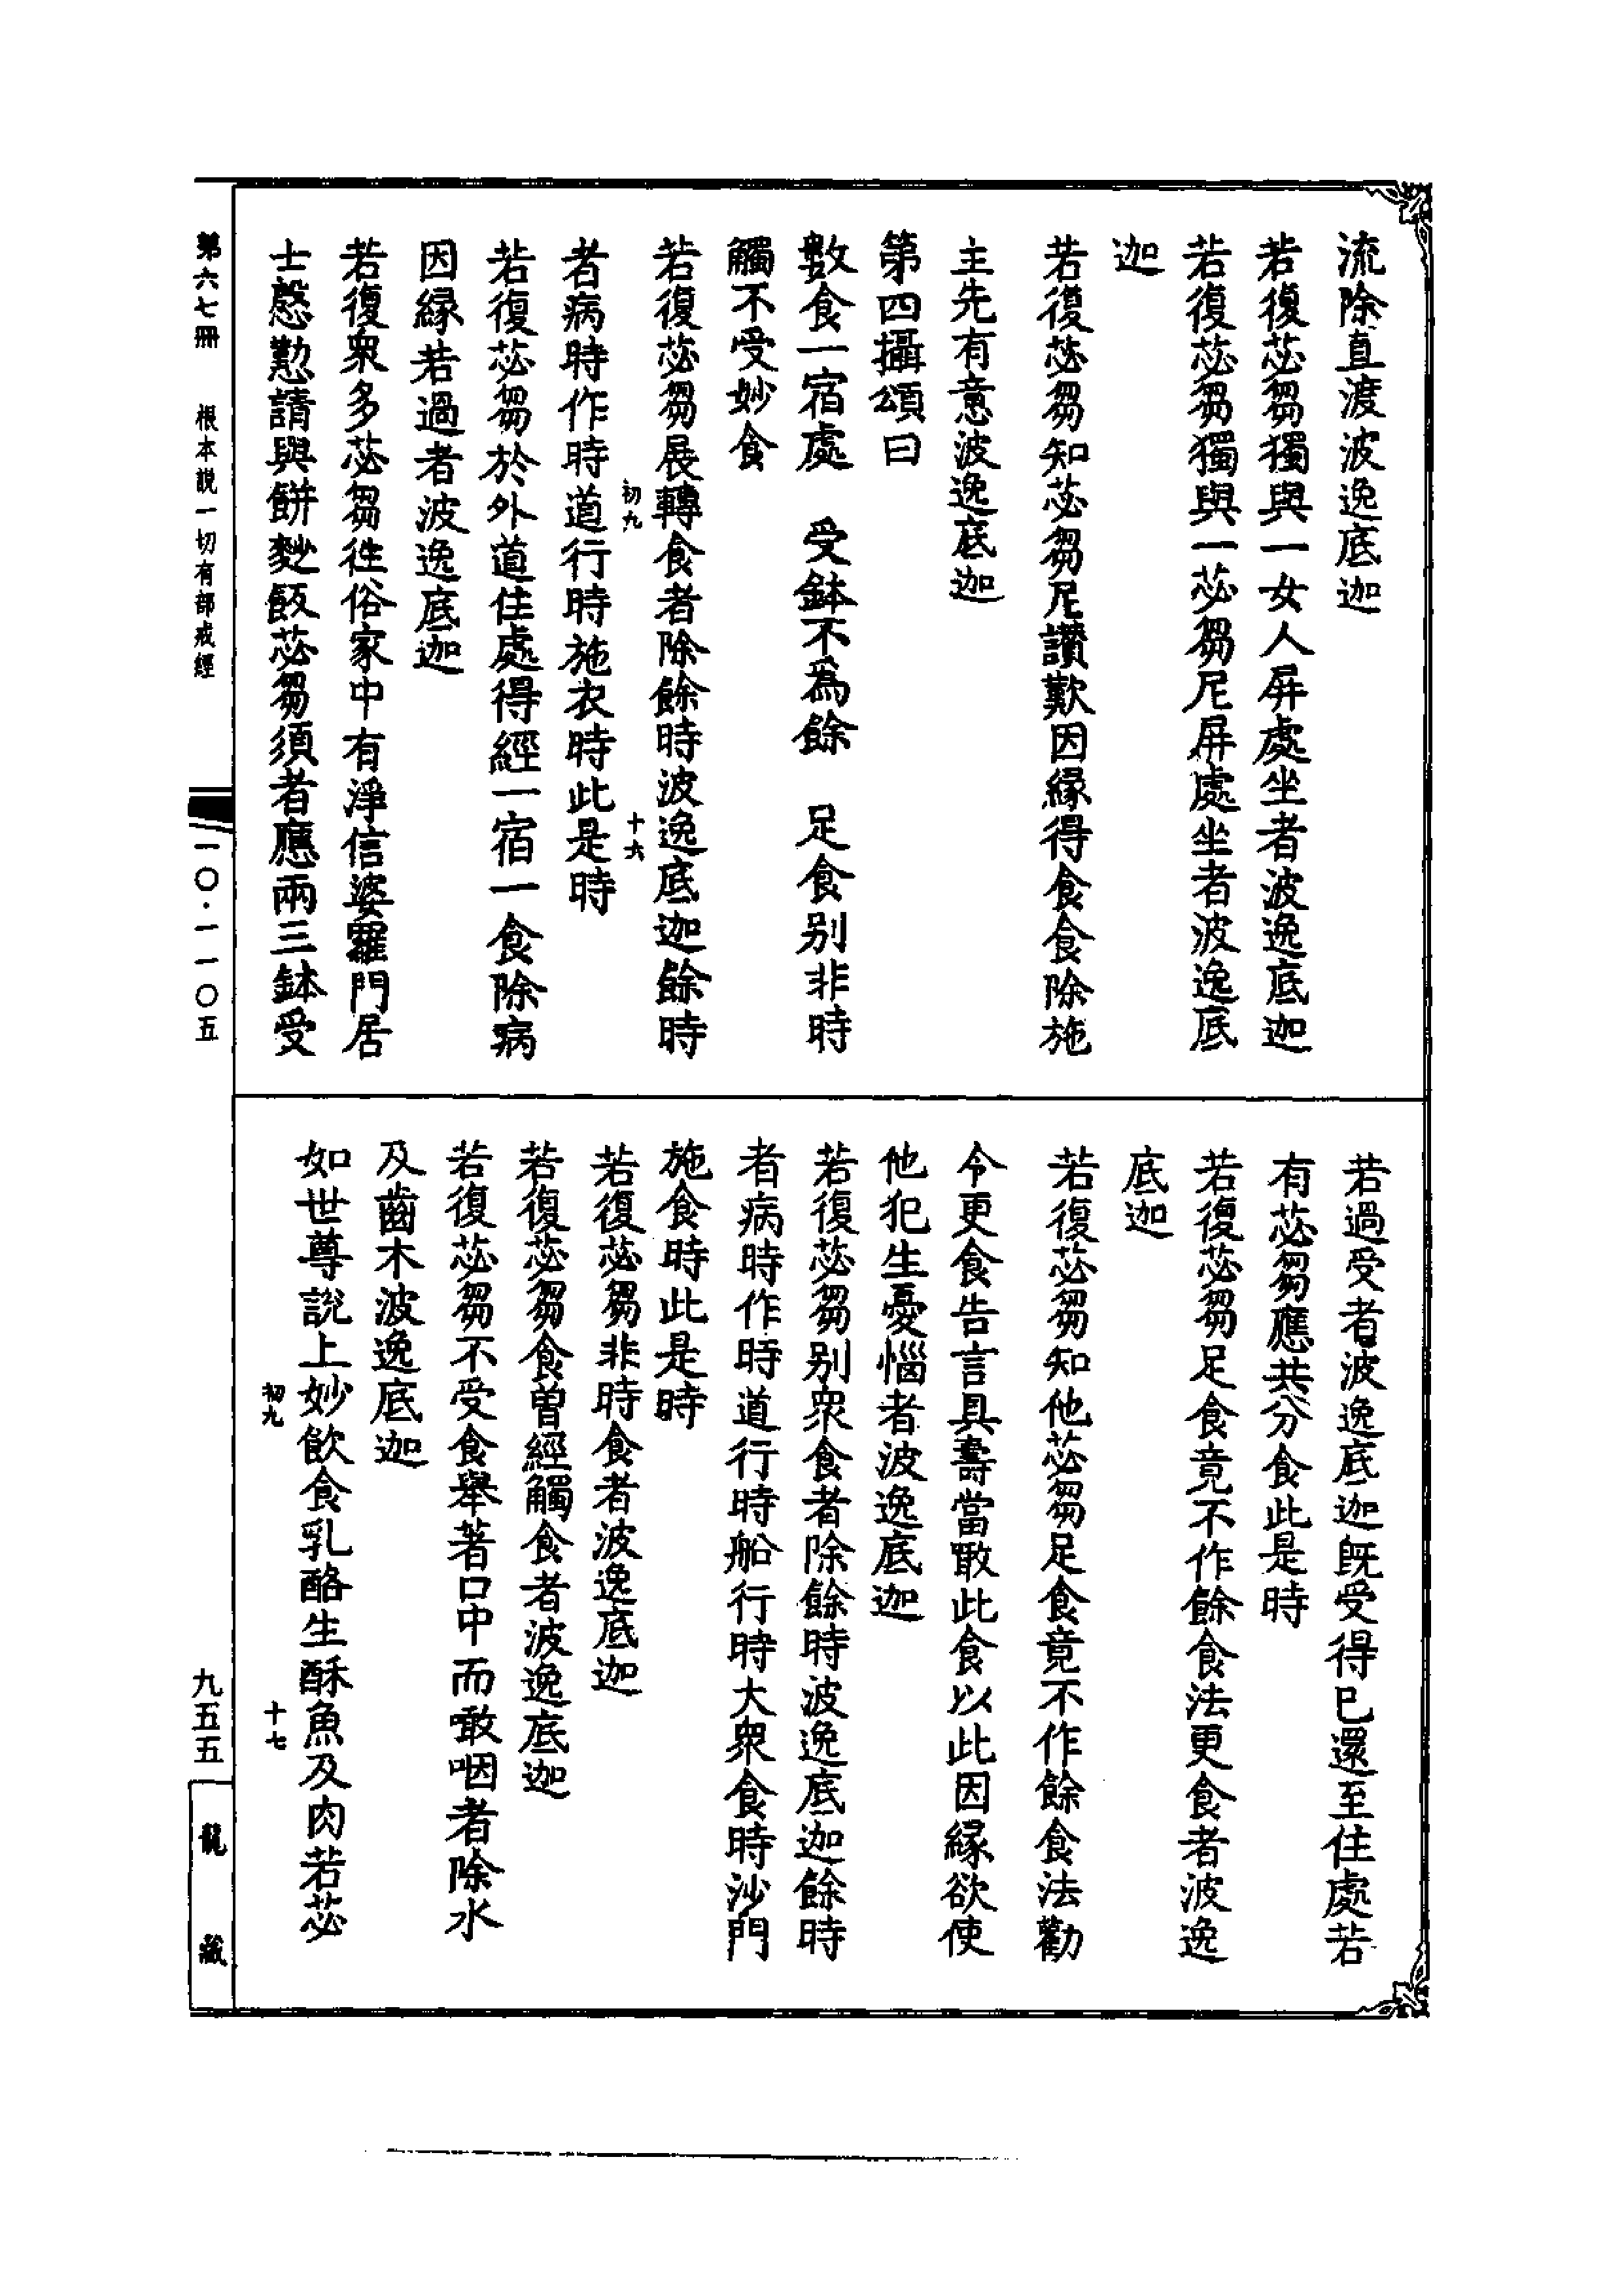 流除直渡波逸底迦
若復苾芻獨與一女人屏處坐者波逸底迦
若復苾芻獨與一苾芻尼屏處坐者波逸底
迦
若復苾芻知苾芻尼讚歎因緣得食食除施
主先有意波逸底迦
第四攝頌曰
數食一宿處　受鉢不為餘　足食别非時
觸不受妙食
若復苾芻展轉食者除餘時波逸底迦餘時
初九
十六
者病時作時道行時施衣時此是時
若復苾芻於外道住處得經一宿一食除病
因緣若過者波逸底迦
若復衆多苾芻徃俗家中有淨信婆羅門居
士慇懃請與餅麨飯苾芻須者應兩三鉢受
若過受者波逸底迦旣受得已還至住處若
有苾芻應共分食此是時
若復苾芻足食竟不作餘食法更食者波逸
底迦
若復苾芻知他苾芻足食竟不作餘食法勸
令更食告言具壽當噉此食以此因緣欲使
他犯生憂惱者波逸底迦
若復苾芻别衆食者除餘時波逸底迦餘時
者病時作時道行時船行時大衆食時沙門
施食時此是時
若復苾芻非時食者波逸底迦
若復苾芻食曾經觸食者波逸底迦
若復苾芻不受食舉著口中而噉咽者除水
及齒木波逸底迦
如世尊說上妙飲食乳酪生酥魚及肉若苾
初九
十七
第六七冊　根本說一切有部戒經
一〇·一一〇五
九五五
龍藏